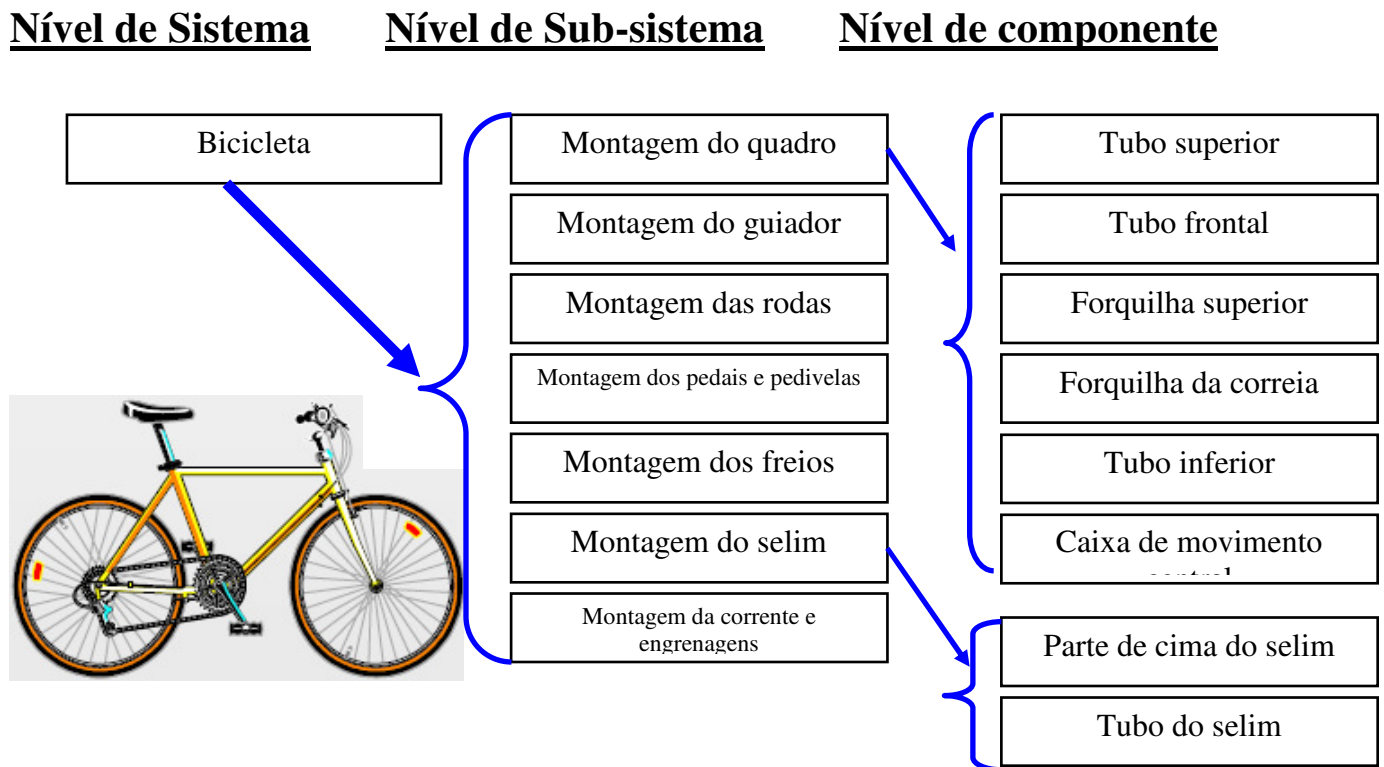 Nível de Sistema
Nível de Sub-sistema
Nível de componente
Bicicleta
Montagem do quadro
Montagem do guiador
Montagem das rodas
Montagem dos pedais e pedivelas
Montagem dos freios
Montagem do selim
Montagem da corrente e
engrenagens
Tubo superior
Tubo frontal
Forquilha superior
Forquilha da correia
Tubo inferior
Caixa de movimento
Parte de cima do selim
Tubo do selim